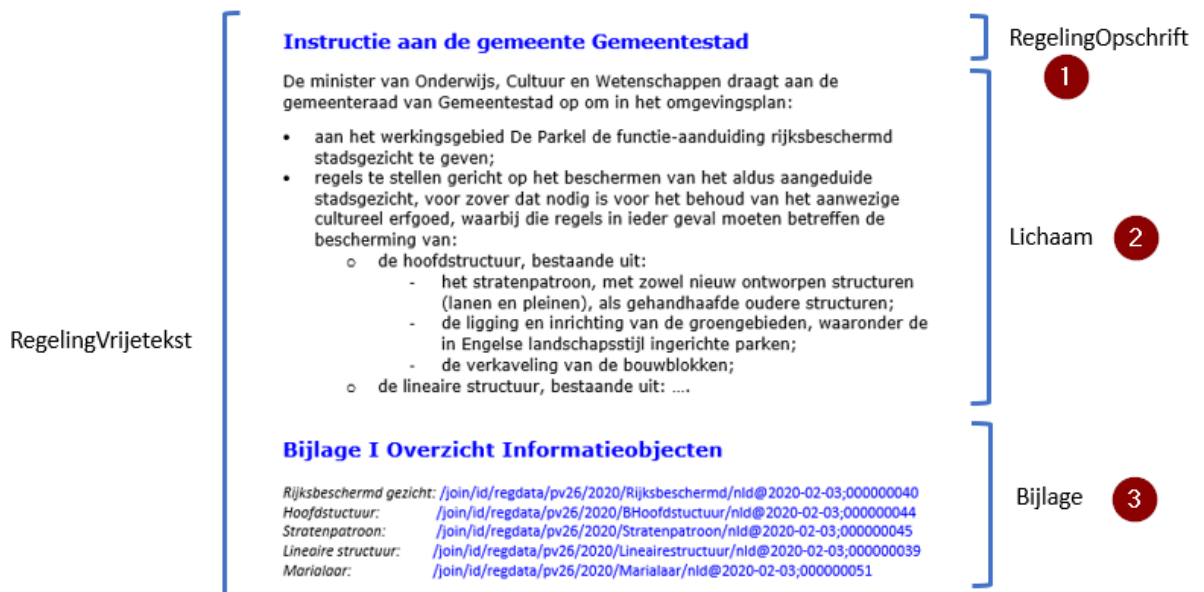 Instructie aan de gemeente Gemeentestad
RegelingOpschrift
1
De minister van Onderwijs, Cultuur en Wetenschappen draagt aan de
gemeenteraad van Gemeentestad op om in het omgevingsplan:
• aan het werkingsgebied De Parkel de functie-aanduiding rijksbeschermd
stadsgezicht te geven;
• regels te stellen gericht op het beschermen van het aldus aangeduide
stadsgezicht, voor zover dat nodig is voor het behoud van het aanwezige
cultureel erfgoed, waarbij die regels in ieder geval moeten betreffen de
bescherming van:
o de hoofdstructuur, bestaande uit:
- het stratenpatroon, met zowel nieuw ontworpen structuren
(lanen en pleinen), als gehandhaafde oudere structuren;
- de ligging en inrichting van de groengebieden, waaronder de
in Engelse landschapsstijl ingerichte parken;
- de verkaveling van de bouwblokken;
o de lineaire structuur, bestaande uit: ....
Lichaam 2
RegelingVrijetekst
Bijlage I Overzicht Informatieobjecten
Rijksbeschermd gezicht: /join/id/regdata/pv26/2020/Rijksbeschermd/nld@2020-02-03;000000040
Hoofdstuctuur: /join/id/regdata/pv26/2020/BHoofdstuctuur/nld@2020-02-03;000000044
Stratenpatroon: /join/id/regdata/pv26/2020/Stratenpatroon/nld@2020-02-03;000000045
Lineaire structuur: /join/id/regdata/pv26/2020/Lineairestructuur/nld@2020-02-03;000000039
Marialaar: /join/id/regdata/pv26/2020/Marialaar/nld@2020-02-03;000000051
Bijlage 3